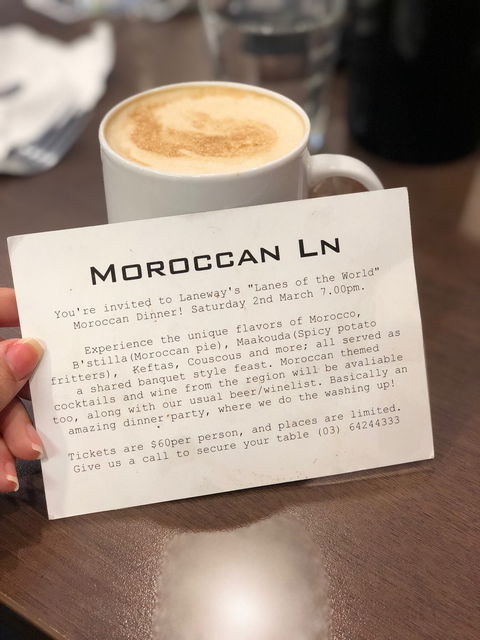 MOROCCAN LN
You're invited to Laneway's "Lanes of the World"
Moroccan Dinner! Saturday 2nd March 7.00pm.
Experience the unique flavors of Morocco,
B'stilla(Moroccan pie), Maakouda(Spicy potato
fritters), Keftas, Couscous and more; all served as
a shared banquet style feast. Moroccan themed
cocktails and wine from the region will be avaliable
too, along with our usual beer/winelist. Basically an
amazing dinner party, where we do the washing up!
Tickets are $60per person, and places are limited.
Give us a call to secure your table (03) 64244333